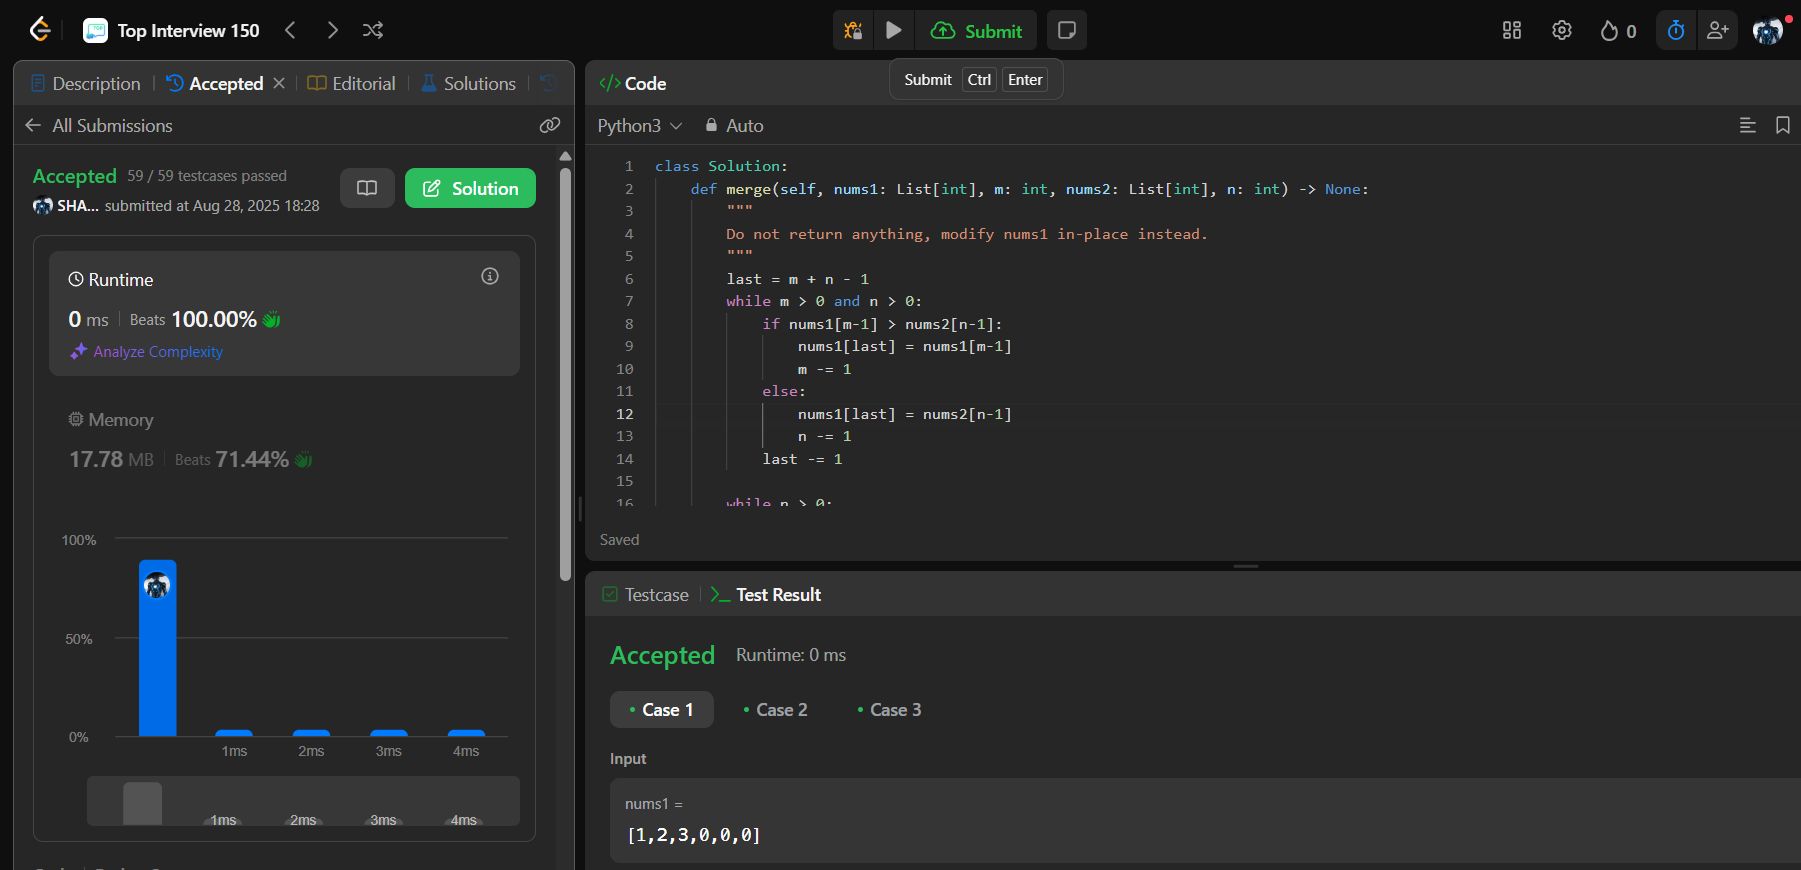 Top Interview 150
Submit
0
Description
Accepted
Editorial
Solutions
All Submissions
Accepted 59 / 59 testcases passed
SHA... submitted at Aug 28, 2025 18:28
Solution
Runtime
0 ms Beats 100.00%
Analyze Complexity
Memory
17.78 MB Beats 71.44%
100%
50%
0%
1ms 2ms 3ms 4ms
1ms 2ms 3ms 4ms
</> Code
Submit Ctrl Enter
Python3 Auto
1 class Solution:
2 def merge(self, nums1: List[int], m: int, nums2: List[int], n: int) -> None:
3 """
4 Do not return anything, modify nums1 in-place instead.
5 """
6 last = m + n - 1
7 while m > 0 and n > 0:
8 if nums1[m-1] > nums2[n-1]:
9 nums1[last] = nums1[m-1]
10 m -= 1
11 else:
12 nums1[last] = nums2[n-1]
13 n -= 1
14 last -= 1
15
16 while n > 0:
Saved
Testcase
Test Result
Accepted Runtime: 0 ms
Case 1 Case 2 Case 3
Input
nums1 =
[1,2,3,0,0,0]